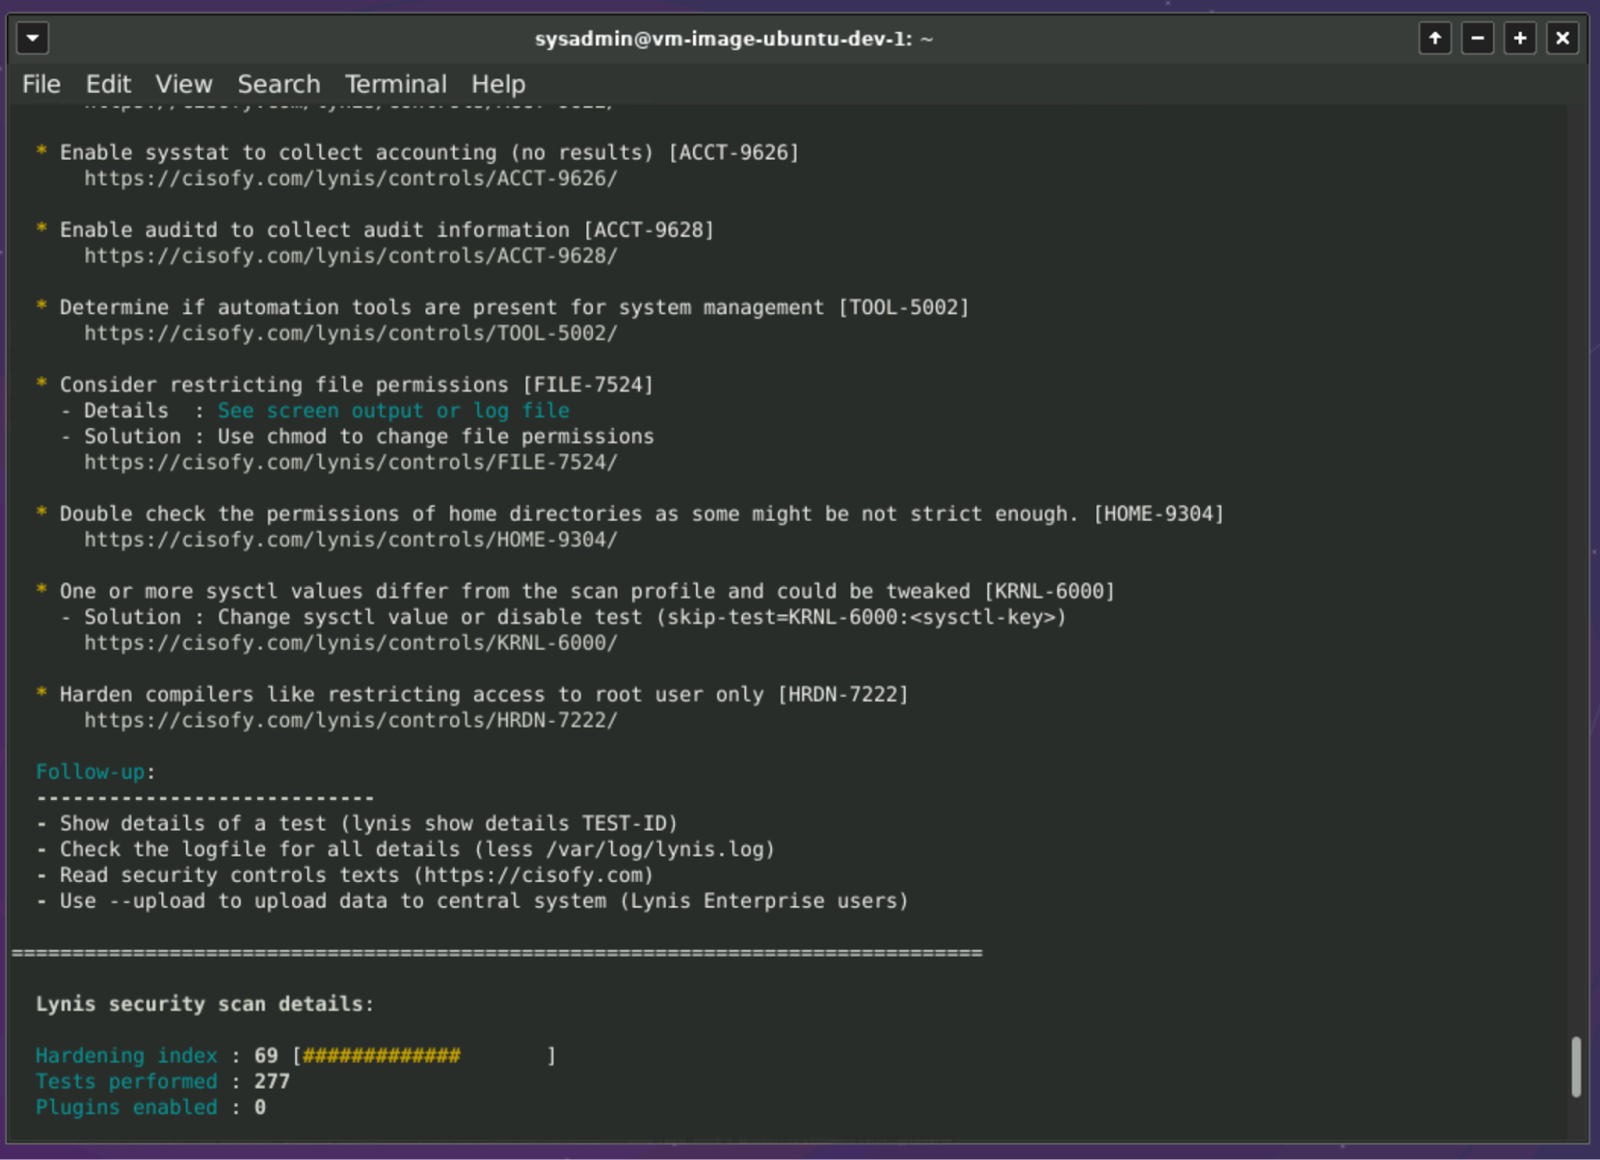 sysadmin@vm-image-ubuntu-dev-1: ~
File Edit View Search Terminal Help
* Enable sysstat to collect accounting (no results) [ACCT-9626]
https://cisofy.com/lynis/controls/ACCT-9626/
* Enable auditd to collect audit information [ACCT-9628]
https://cisofy.com/lynis/controls/ACCT-9628/
* Determine if automation tools are present for system management [TOOL-5002]
https://cisofy.com/lynis/controls/TOOL-5002/
* Consider restricting file permissions [FILE-7524]
- Details  : See screen output or log file
- Solution : Use chmod to change file permissions
https://cisofy.com/lynis/controls/FILE-7524/
* Double check the permissions of home directories as some might be not strict enough. [HOME-9304]
https://cisofy.com/lynis/controls/HOME-9304/
* One or more sysctl values differ from the scan profile and could be tweaked [KRNL-6000]
- Solution : Change sysctl value or disable test (skip-test=KRNL-6000:<sysctl-key>)
https://cisofy.com/lynis/controls/KRNL-6000/
* Harden compilers like restricting access to root user only [HRDN-7222]
https://cisofy.com/lynis/controls/HRDN-7222/
Follow-up:
----------------------------
- Show details of a test (lynis show details TEST-ID)
- Check the logfile for all details (less /var/log/lynis.log)
- Read security controls texts (https://cisofy.com)
- Use --upload to upload data to central system (Lynis Enterprise users)
================================================================================
Lynis security scan details:
Hardening index : 69 [#############       ]
Tests performed : 277
Plugins enabled : 0